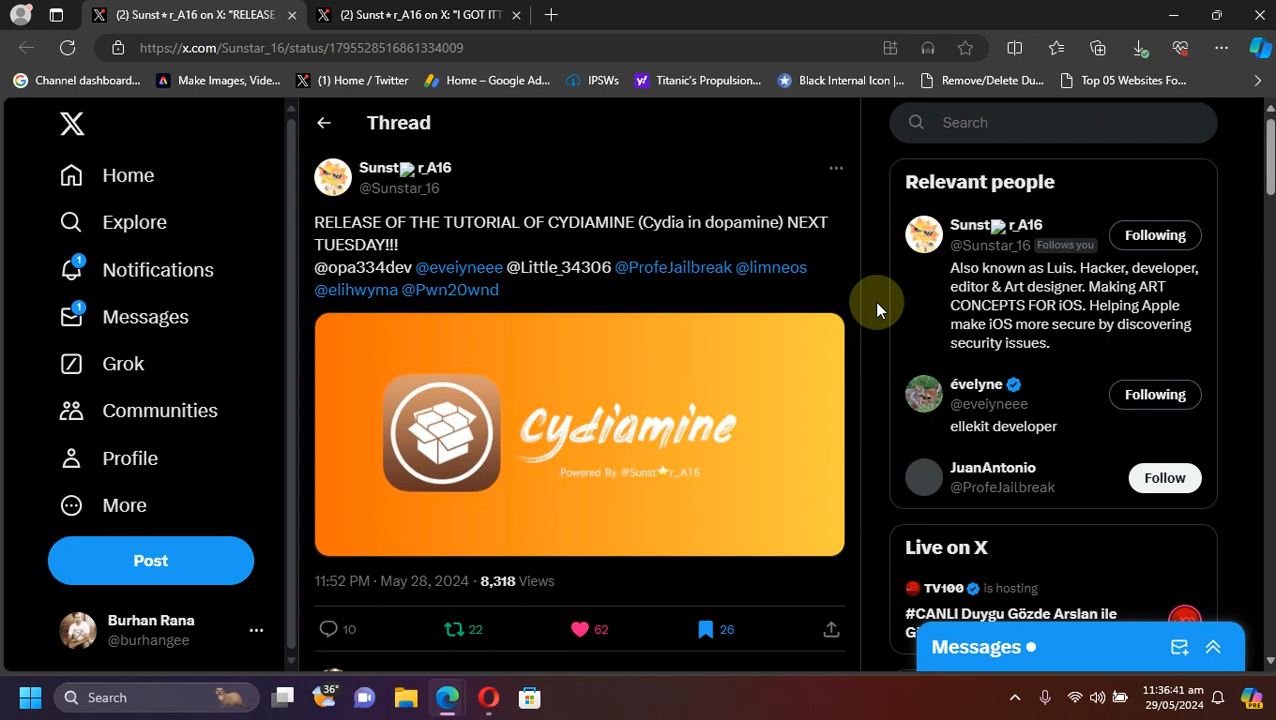 (2) Sunst★r_A16 on X: "RELEASE
(2) Sunst★r_A16 on X: "I GOT IT
https://x.com/Sunstar_16/status/1795528516861334009
Channel dashboard...
Make Images, Vide...
(1) Home / Twitter
Home – Google Ad...
IPSWs
Titanic's Propulsion...
Black Internal Icon |...
Remove/Delete Du...
Top 05 Websites Fo...
Home
Explore
1
Notifications
1
Messages
Grok
Communities
Profile
More
Post
Burhan Rana
@burhangee
Thread
Sunst r_A16
@Sunstar_16
RELEASE OF THE TUTORIAL OF CYDIAMINE (Cydia in dopamine) NEXT
TUESDAY!!!
@opa334dev @eveiyneee @Little_34306 @ProfeJailbreak @limneos
@elihwyma @Pwn20wnd
Cydiamine
Powered By @Sunst★r_A16
11:52 PM · May 28, 2024 · 8,318 Views
10
22
62
26
Search
Relevant people
Sunst r_A16
@Sunstar_16 Follows you
Following
Also known as Luis. Hacker, developer,
editor & Art designer. Making ART
CONCEPTS FOR iOS. Helping Apple
make iOS more secure by discovering
security issues.
évelyne
@eveiyneee
Following
ellekit developer
JuanAntonio
@ProfeJailbreak
Follow
Live on X
TV100 is hosting
#CANLI Duygu Gözde Arslan ile
Messages
Search
36°
11:36:41 am
29/05/2024
PRE